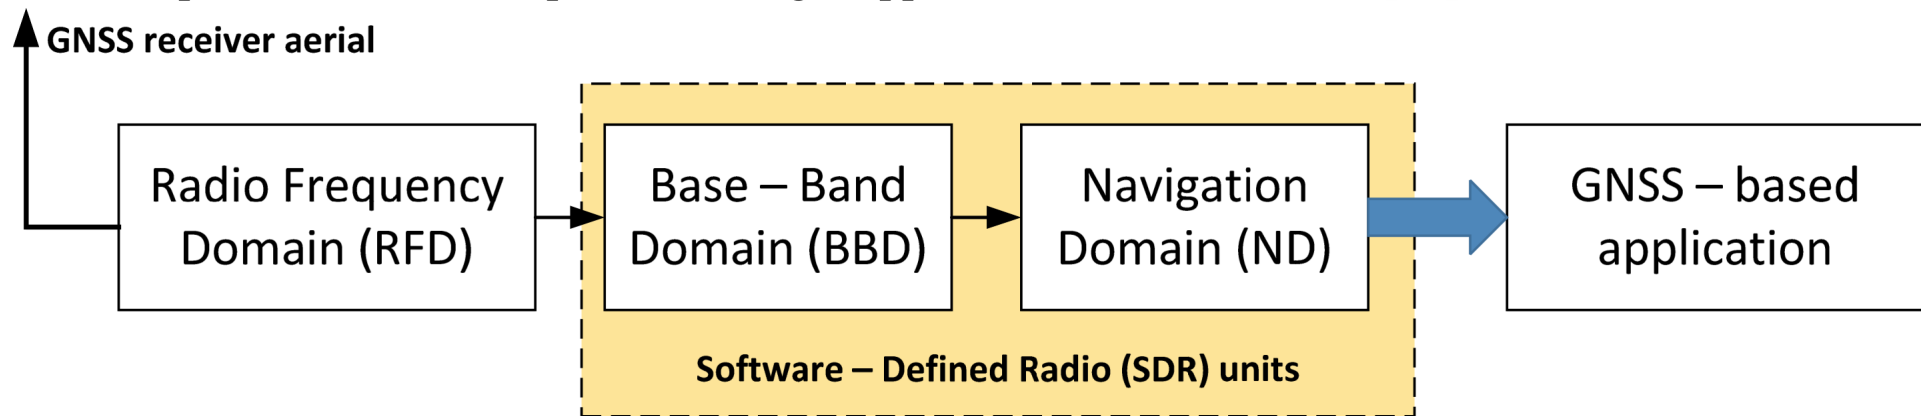 GNSS receiver aerial
Radio Frequency
Domain (RFD)
Base – Band
Domain (BBD)
Navigation
Domain (ND)
GNSS – based
application
Software – Defined Radio (SDR) units